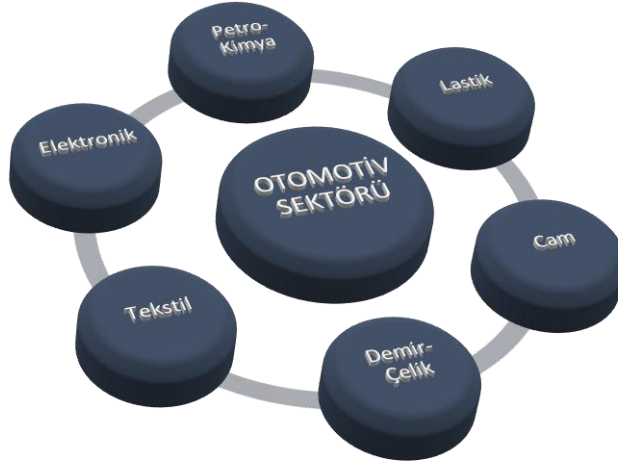 Petro-
Kimya
Lastik
Elektronik
OTOMOTİV
SEKTÖRÜ
Cam
Tekstil
Demir-
Çelik